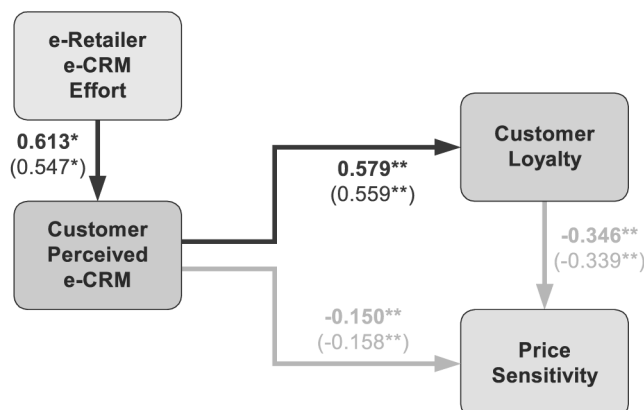 e-Retailer
e-CRM
Effort
0.613*
(0.547*)
Customer
Perceived
e-CRM
0.579**
(0.559**)
Customer
Loyalty
-0.346**
(-0.339**)
-0.150**
(-0.158**)
Price
Sensitivity